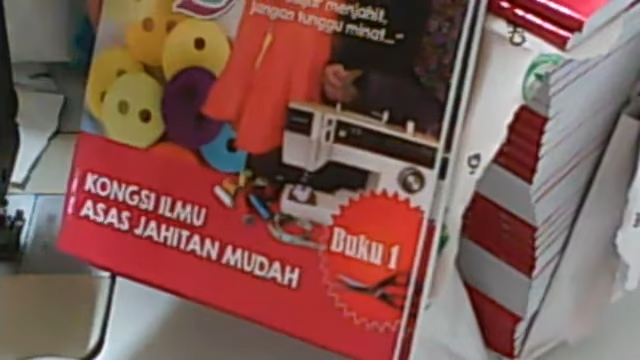 menjahit,
jangan tunggu minat..."
KONGSI ILMU
ASAS JAHITAN MUDAH
Buku 1